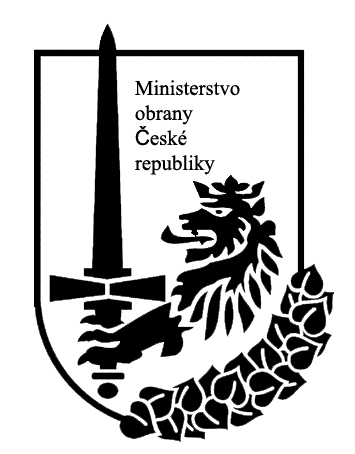 Ministerstvo
obrany
České
republiky